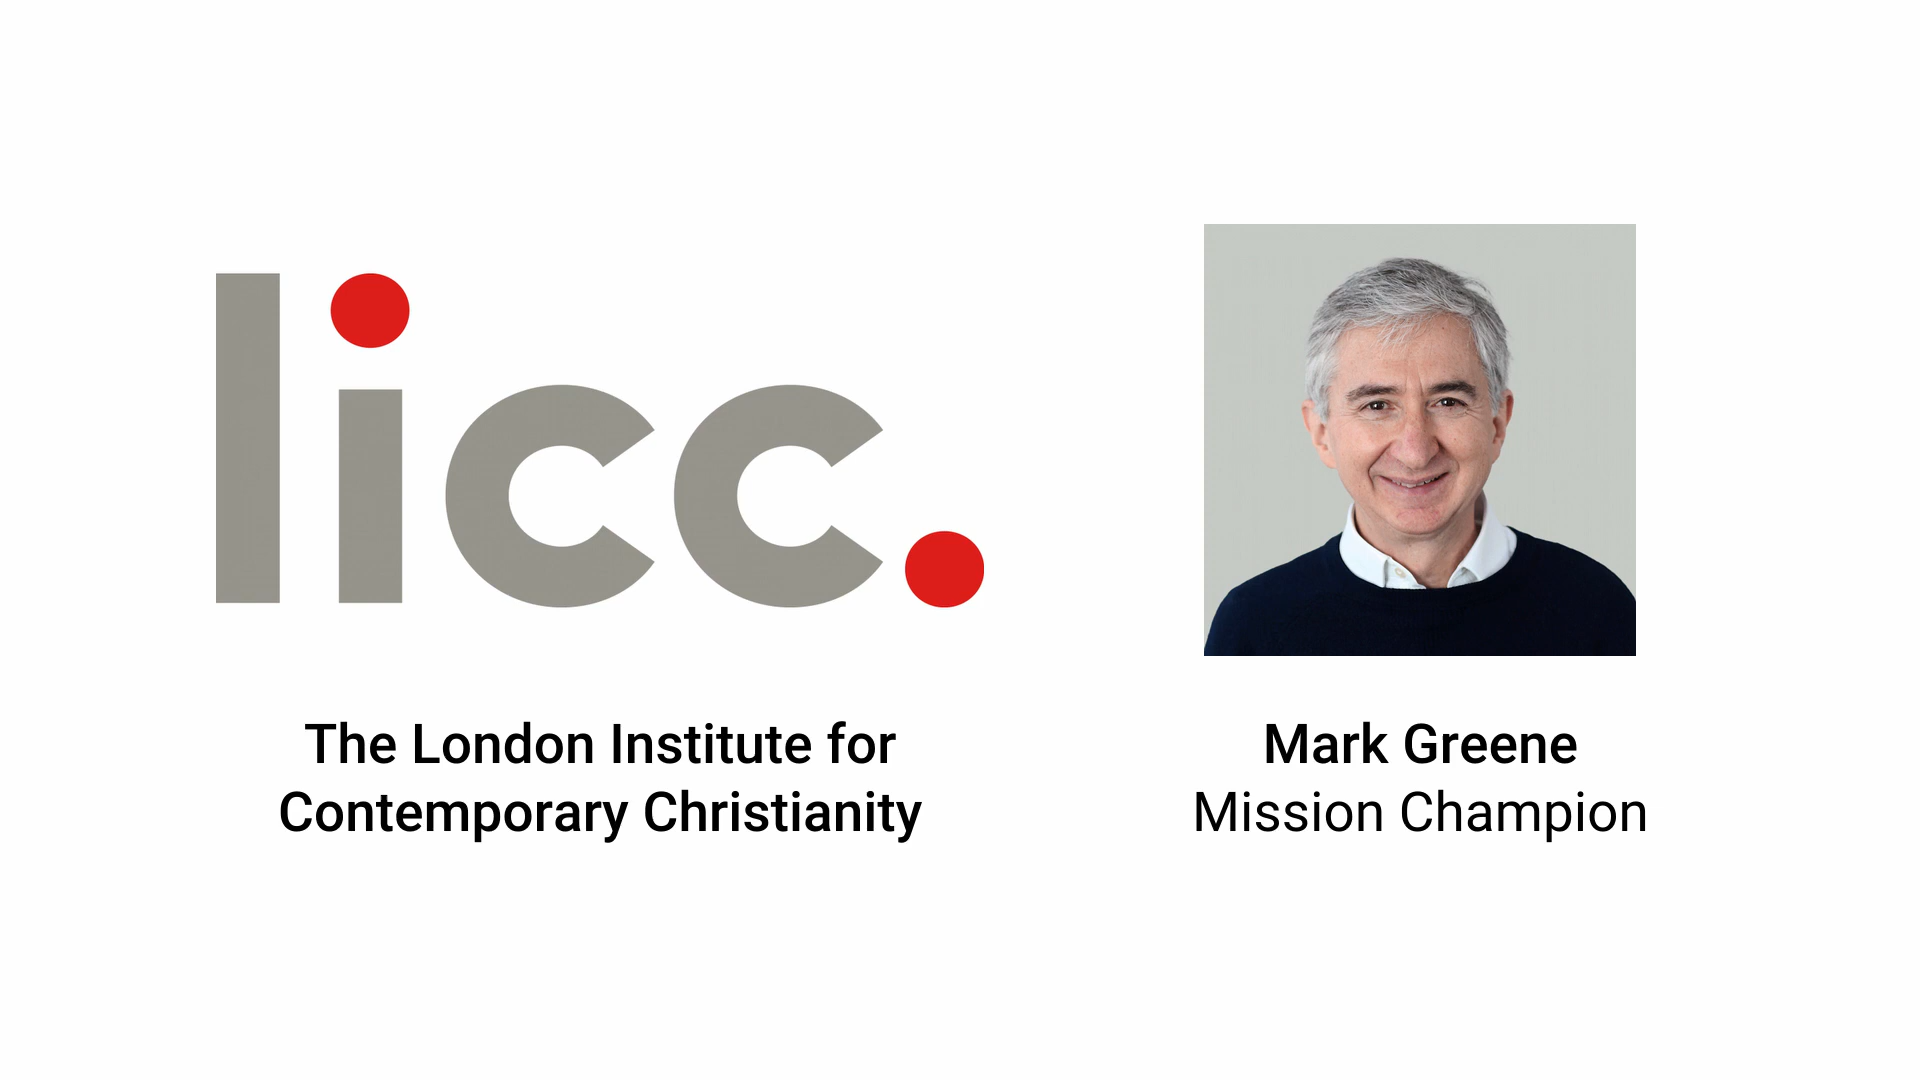 licc.
The London Institute for
Contemporary Christianity
Mark Greene
Mission Champion